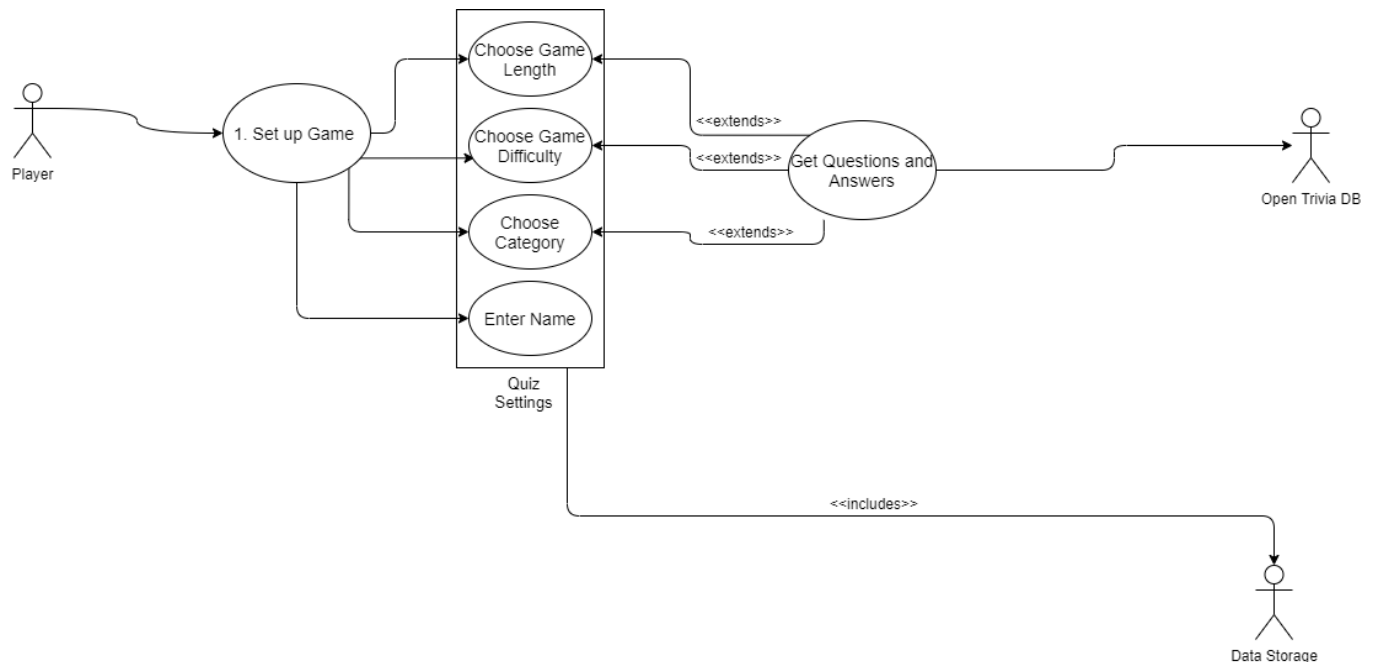 Player
1. Set up Game
Choose Game
Length
Choose Game
Difficulty
Choose
Category
Enter Name
Quiz
Settings
<<extends>>
<<extends>>
<<extends>>
Get Questions and
Answers
Open Trivia DB
<<includes>>
Data Storage